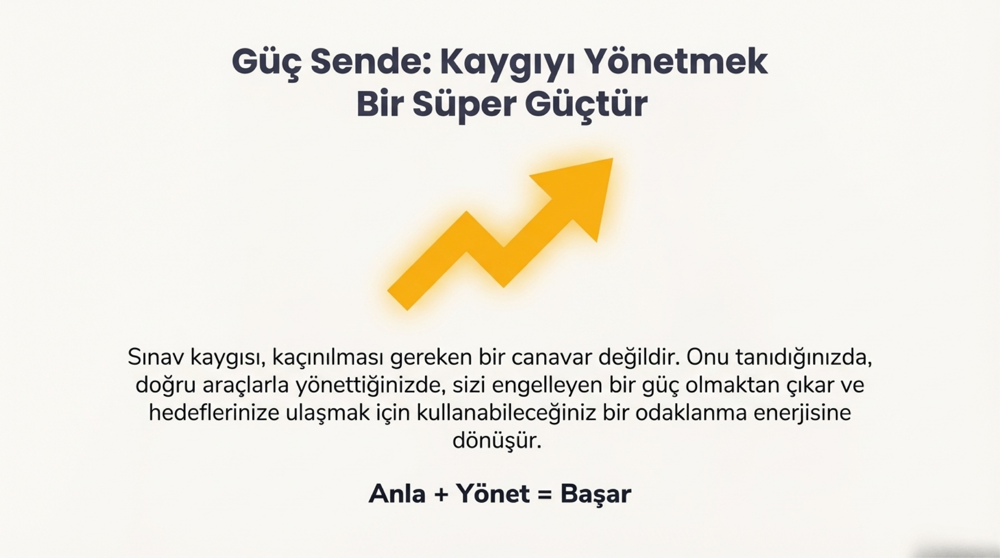 Güç Sende: Kaygıyı Yönetmek
Bir Süper Güçtür
Sınav kaygısı, kaçınılması gereken bir canavar değildir. Onu tanıdığınızda,
doğru araçlarla yönettiğinizde, sizi engelleyen bir güç olmaktan çıkar ve
hedeflerinize ulaşmak için kullanabileceğiniz bir odaklanma enerjisine
dönüşür.
Anla + Yönet = Başar